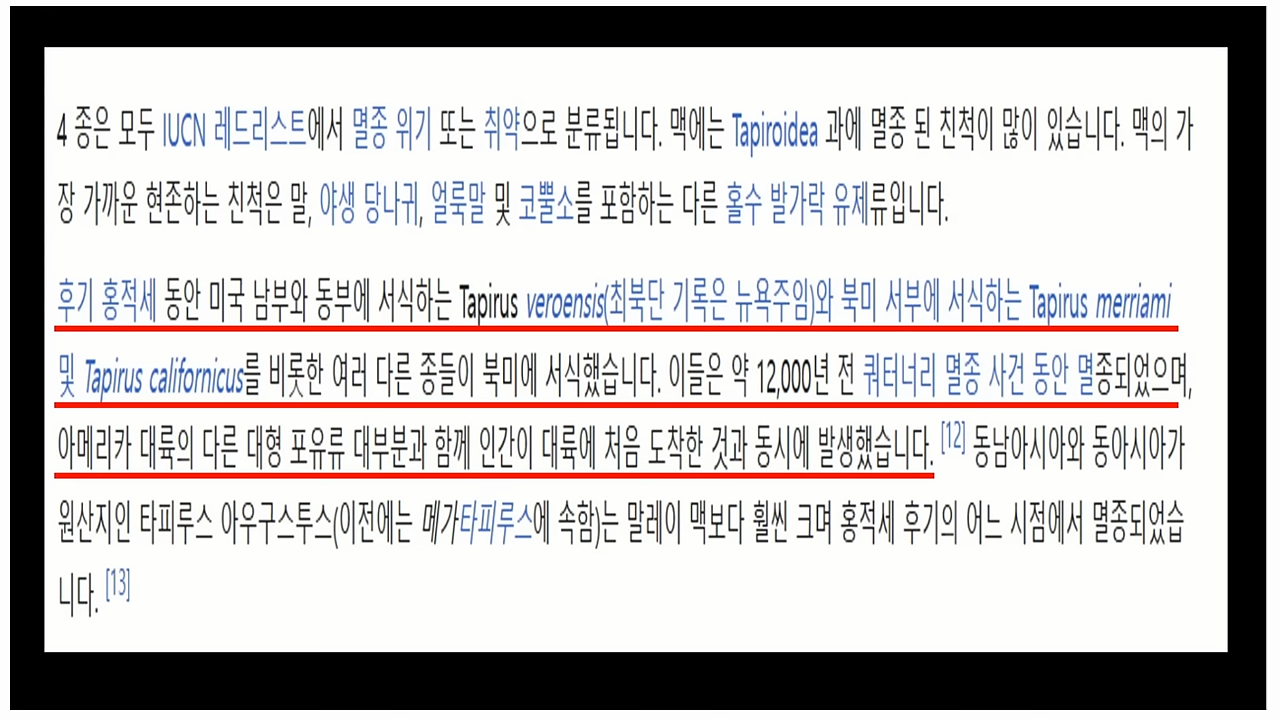 4 종은 모두 IUCN 레드리스트에서 멸종 위기 또는 취약으로 분류됩니다. 맥에는 Tapiroidea 과에 멸종 된 친척이 많이 있습니다. 맥의 가
장 가까운 현존하는 친척은 말, 야생 당나귀, 얼룩말 및 코뿔소를 포함하는 다른 홀수 발가락 유제류입니다.
후기 홍적세 동안 미국 남부와 동부에 서식하는 Tapirus veroensis(최북단 기록은 뉴욕주임)와 북미 서부에 서식하는 Tapirus merriami
및 Tapirus californicus를 비롯한 여러 다른 종들이 북미에 서식했습니다. 이들은 약 12,000년 전 쿼터너리 멸종 사건 동안 멸종되었으며,
아메리카 대륙의 다른 대형 포유류 대부분과 함께 인간이 대륙에 처음 도착한 것과 동시에 발생했습니다. [12] 동남아시아와 동아시아가
원산지인 타피루스 아우구스투스(이전에는 메가타피루스에 속함)는 말레이 맥보다 훨씬 크며 홍적세 후기의 어느 시점에서 멸종되었습
니다. [13]